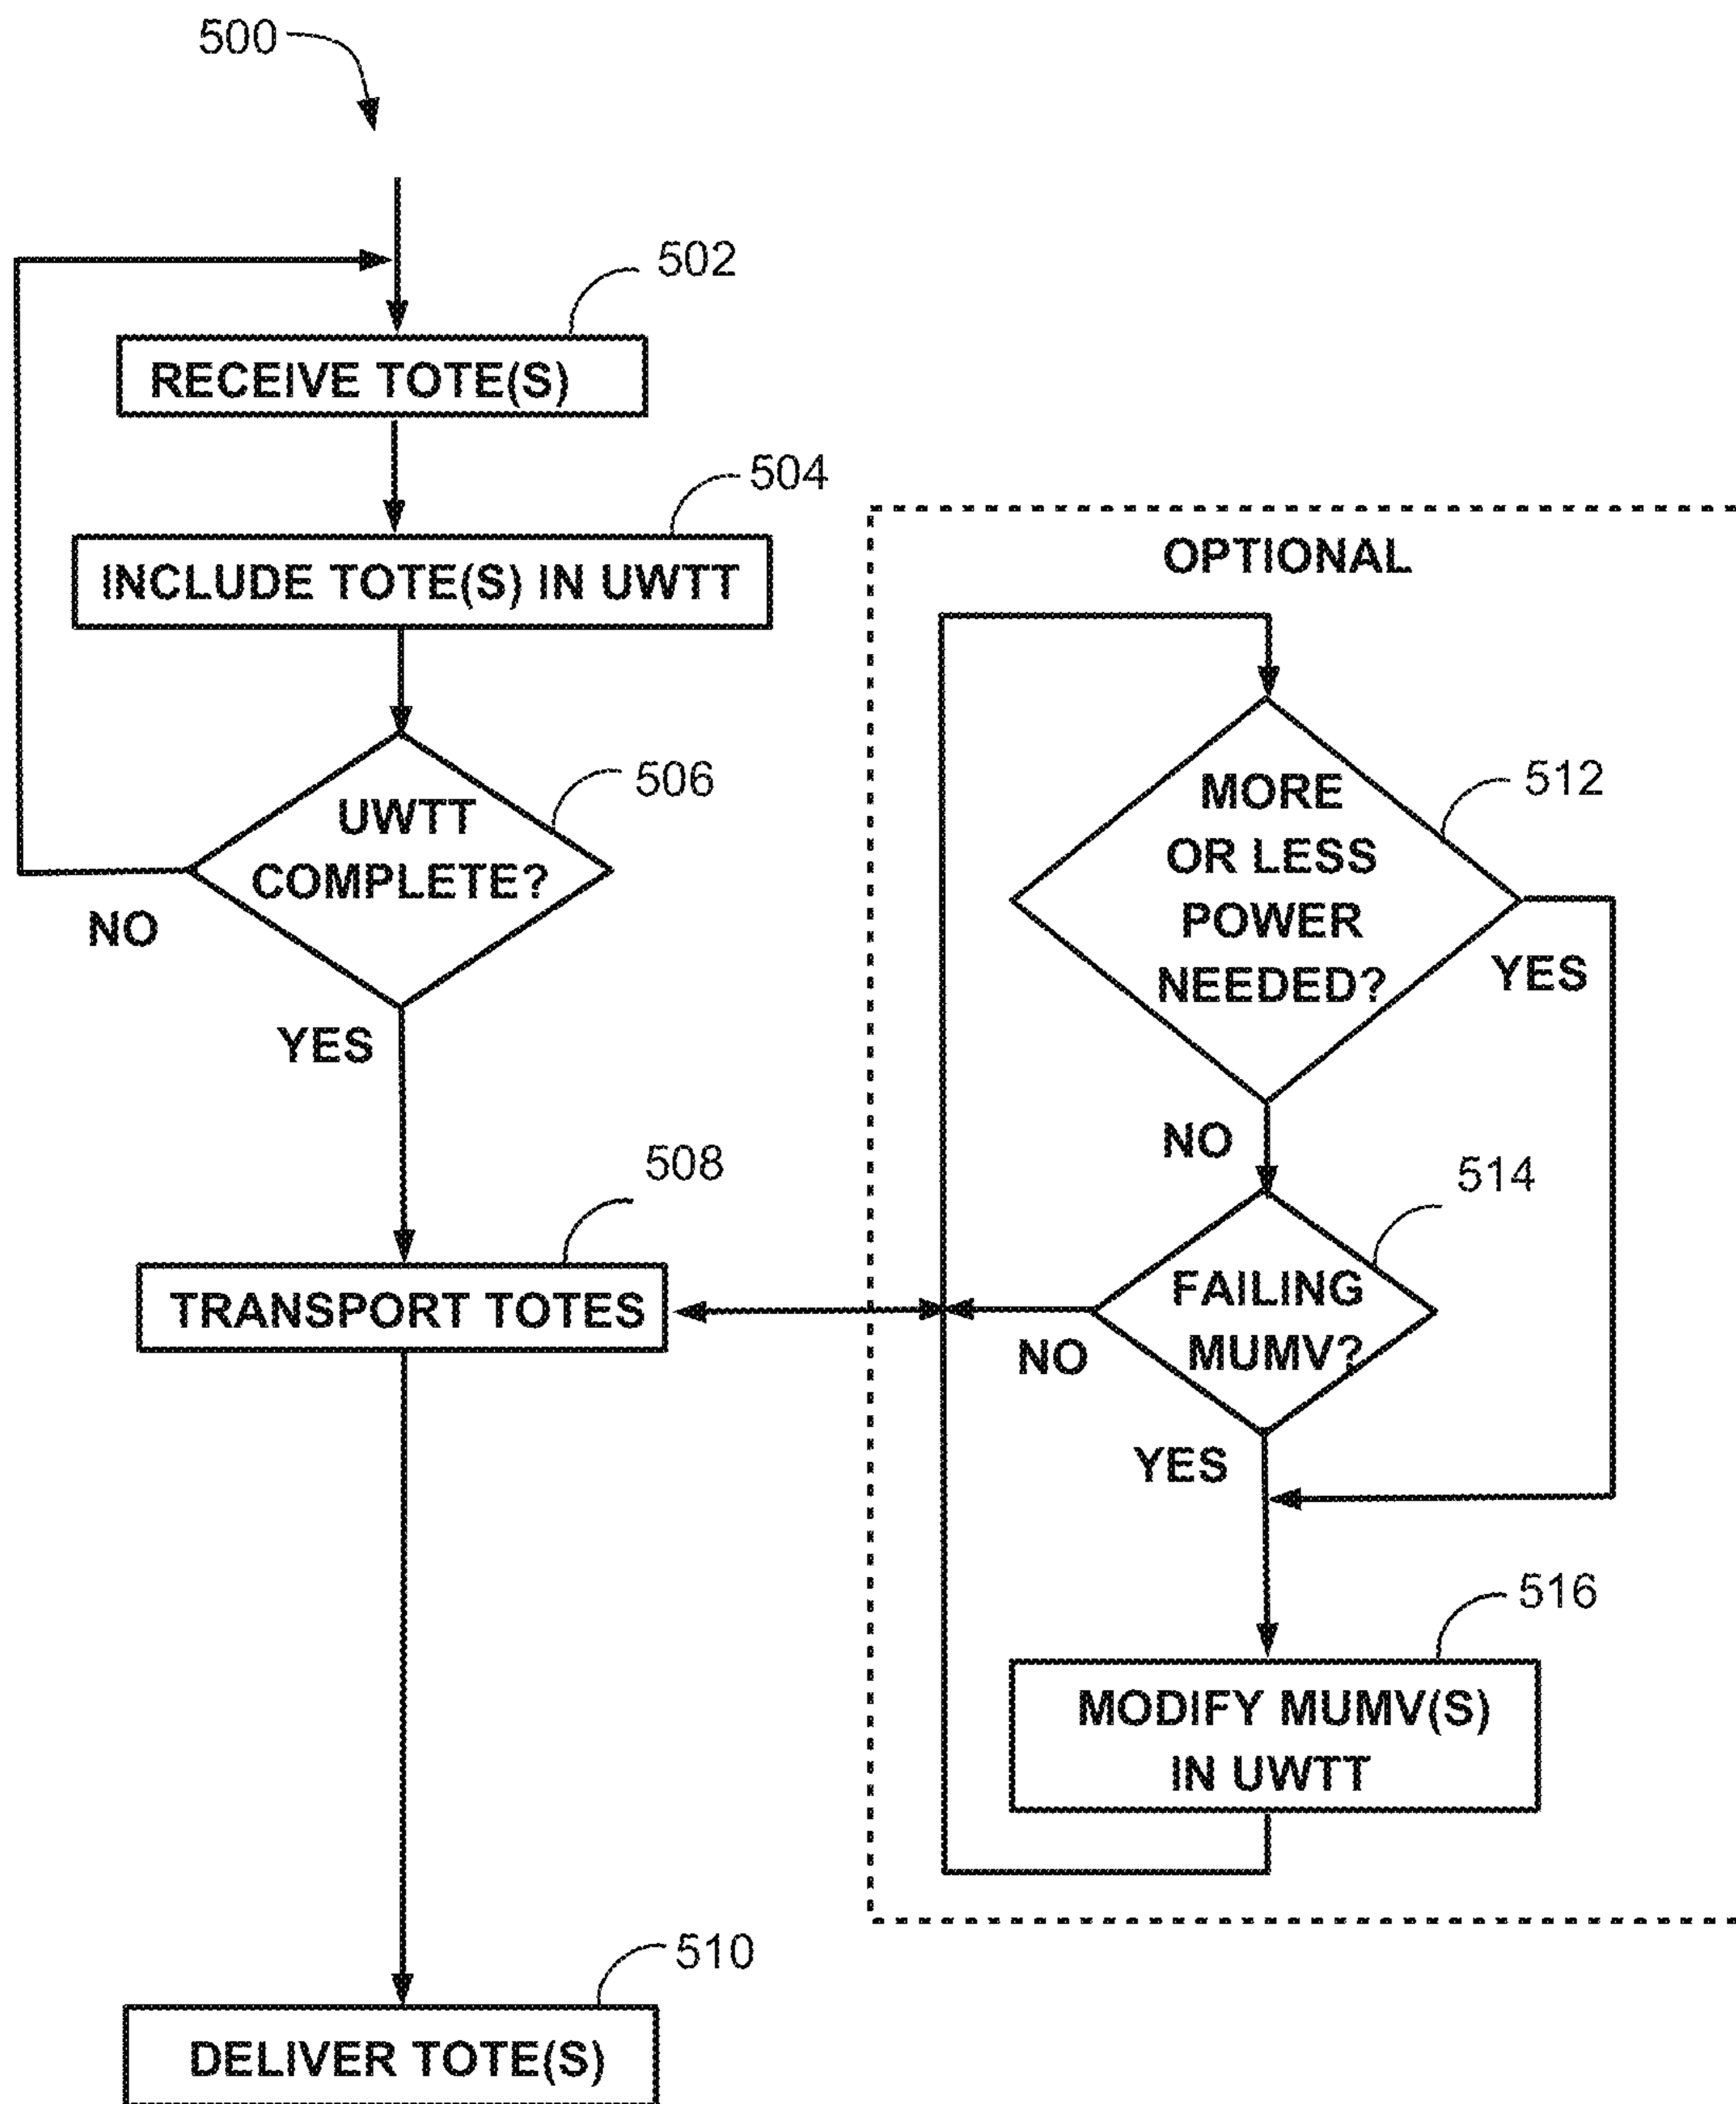 500
502
RECEIVE TOTE(S)
504
INCLUDE TOTE(S) IN UWTT
506
UWTT
COMPLETE?
NO
YES
508
TRANSPORT TOTES
510
DELIVER TOTE(S)
OPTIONAL
512
MORE
OR LESS
POWER
NEEDED?
YES
NO
514
FAILING
MUMV?
NO
YES
516
MODIFY MUMV(S)
IN UWTT